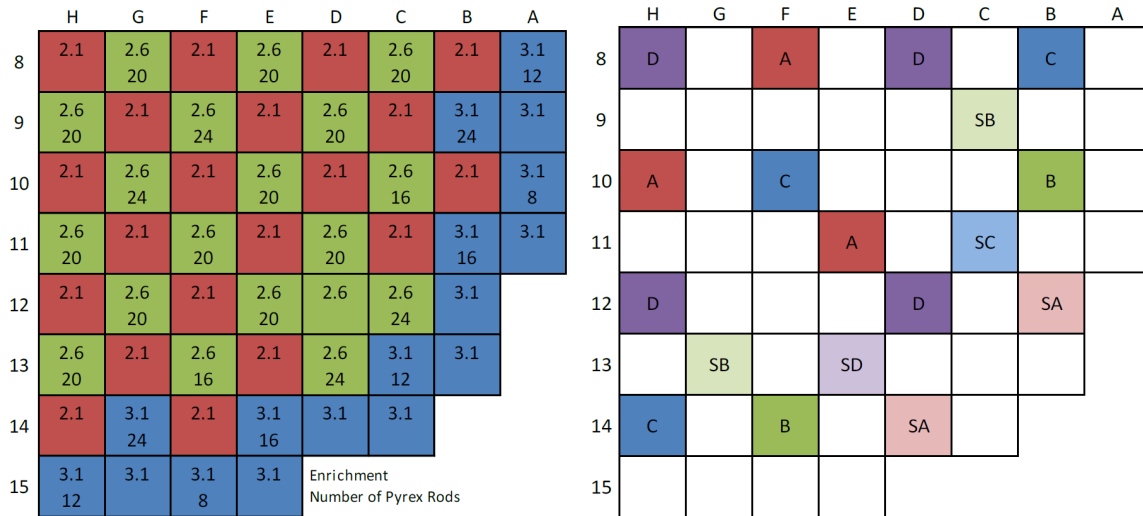 H G F E D C B A
8 2.1 2.6 2.1 2.6 2.1 2.6 2.1 3.1
20 20 20 12
9 2.6 2.1 2.6 2.1 2.6 2.1 3.1 3.1
20 24 20 24
10 2.1 2.6 2.1 2.6 2.1 2.6 2.1 3.1
24 20 16 8
11 2.6 2.1 2.6 2.1 2.6 2.1 3.1 3.1
20 20 20 16
12 2.1 2.6 2.1 2.6 2.6 2.6 3.1
20 20 24
13 2.6 2.1 2.6 2.1 2.6 3.1 3.1
20 16 24 12
14 2.1 3.1 2.1 3.1 3.1 3.1
24 16
15 3.1 3.1 3.1 3.1
12 8
Enrichment
Number of Pyrex Rods
H G F E D C B A
8 D A D C
9 SB
10 A C B
11 A SC
12 D D SA
13 SB SD
14 C B SA
15